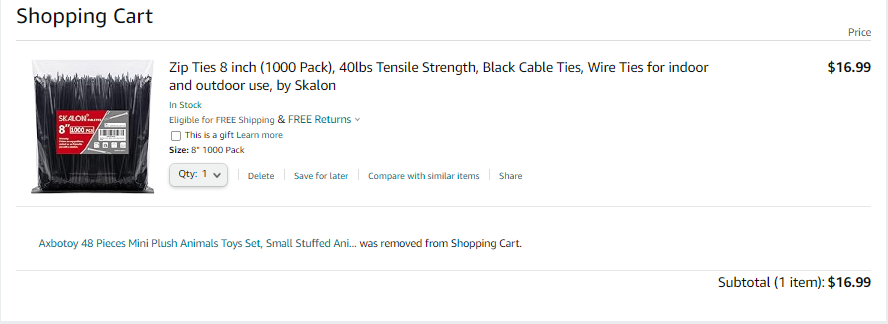 Shopping Cart
Price
Zip Ties 8 inch (1000 Pack), 40lbs Tensile Strength, Black Cable Ties, Wire Ties for indoor
and outdoor use, by Skalon
$16.99
In Stock
Eligible for FREE Shipping & FREE Returns
This is a gift Learn more
Size: 8" 1000 Pack
Qty: 1
Delete
Save for later
Compare with similar items
Share
SKALON
8"
1000 PCS
Axbotoy 48 Pieces Mini Plush Animals Toys Set, Small Stuffed Ani... was removed from Shopping Cart.
Subtotal (1 item): $16.99